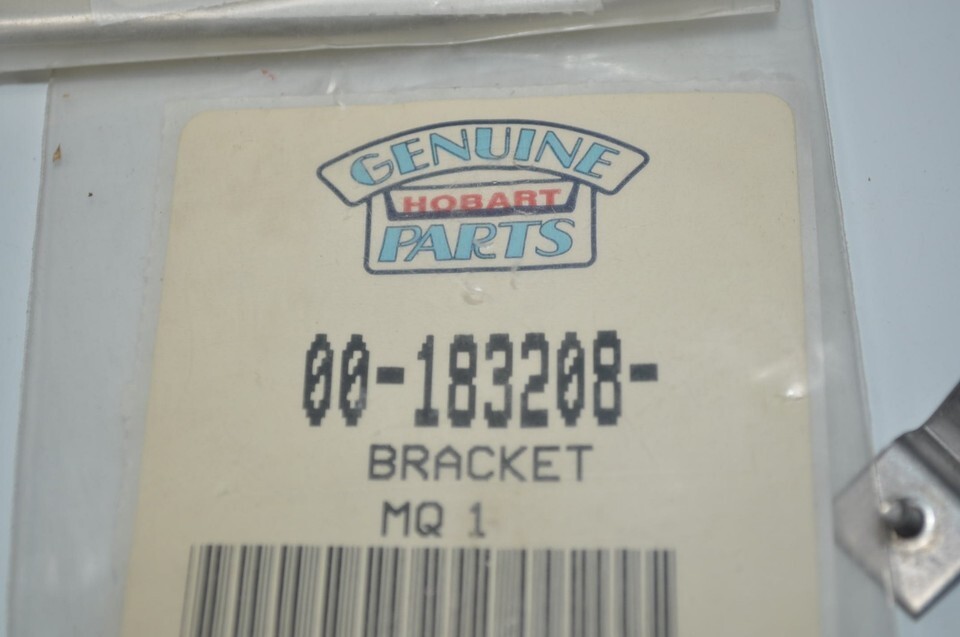 GENUINE
HOBART
PARTS
00-183208-
BRACKET
MQ 1